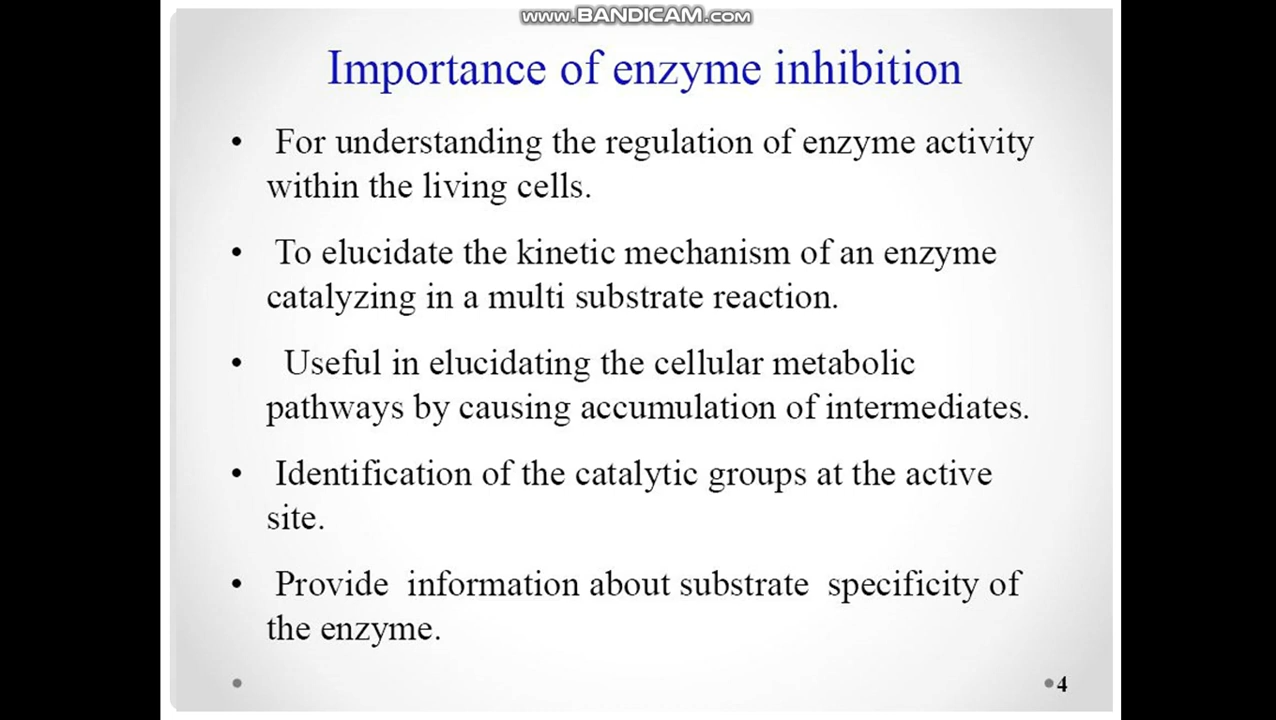 www.BANDICAM.com
Importance of enzyme inhibition
• For understanding the regulation of enzyme activity
within the living cells.
• To elucidate the kinetic mechanism of an enzyme
catalyzing in a multi substrate reaction.
• Useful in elucidating the cellular metabolic
pathways by causing accumulation of intermediates.
• Identification of the catalytic groups at the active
site.
• Provide information about substrate specificity of
the enzyme.
4